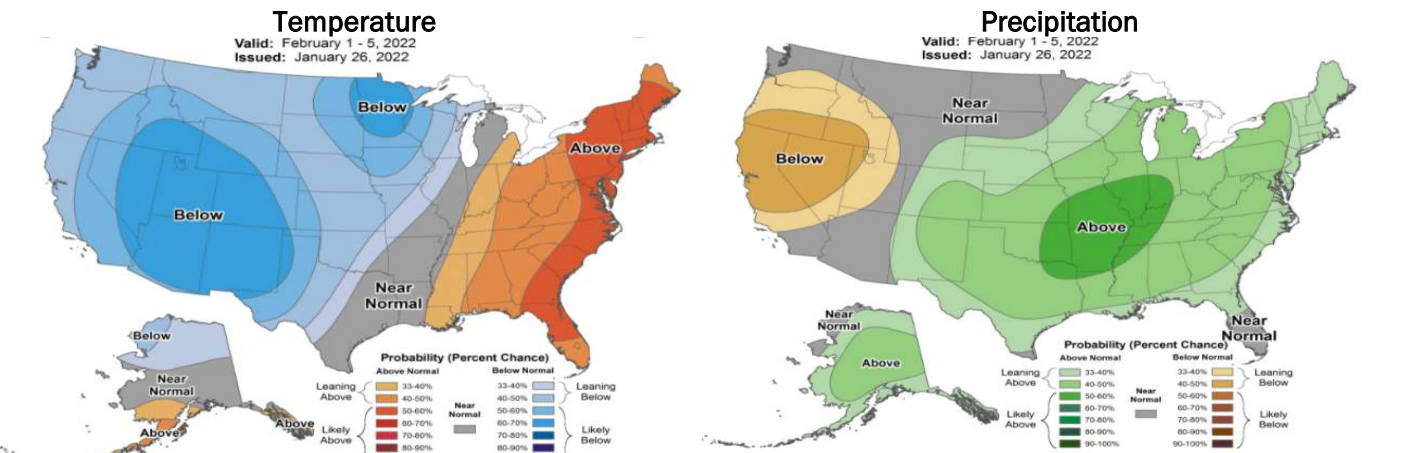 Temperature
Valid: February 1 - 5, 2022
Issued: January 26, 2022
Below
Below
Above
Near
Normal
Below
Near
Normal
Above
Above
Probability (Percent Chance)
Above Normal
Below Normal
Leaning
Above
33-40%
40-50%
Likely
Above
50-60%
60-70%
70-80%
80-90%
Near
Normal
33-40%
40-50%
Leaning
Below
50-60%
60-70%
70-80%
80-90%
Likely
Below
Precipitation
Valid: February 1 - 5, 2022
Issued: January 26, 2022
Near
Normal
Below
Above
Near
Normal
Above
Near
Normal
Probability (Percent Chance)
Above Normal
Below Normal
Leaning
Above
33-40%
40-50%
Likely
Above
50-60%
60-70%
70-80%
80-90%
90-100%
Near
Normal
33-40%
40-50%
Leaning
Below
50-60%
60-70%
70-80%
80-90%
90-100%
Likely
Below